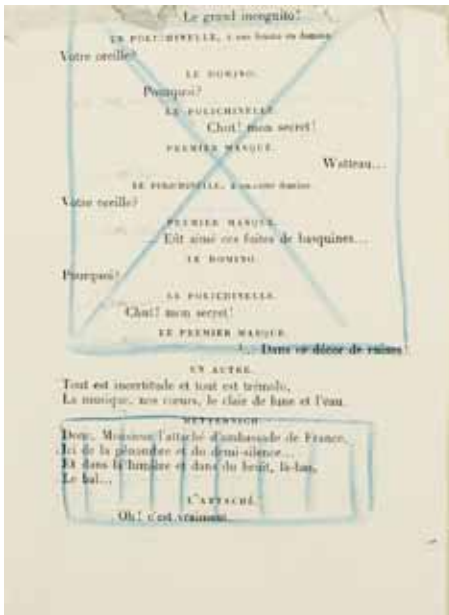 Le grand incognito!
UN POLICHINELLE, à une femme en domino.
Votre oreille?
LE DOMINO.
Pourquoi?
LE POLICHINELLE.
Chut! mon secret!
PREMIER MASQUE.
Watteau...
LE POLICHINELLE, à un autre domino.
Votre oreille?
PREMIER MASQUE.
... Eût aimé ces fuites de basquines...
LE DOMINO.
Pourquoi?
LE POLICHINELLE.
Chut! mon secret!
LE PREMIER MASQUE.
... Dans ce décor de ruines!
UN AUTRE.
Tout est incertitude et tout est trémolo,
La musique, nos cœurs, le clair de lune et l'eau.
METTERNICH
Donc, Monsieur l'attaché d'ambassade de France,
Ici de la pénombre et du demi-silence...
Et dans la lumière et dans du bruit, là-bas,
Le bal...
L'ATTACHÉ.
Oh! c'est vraiment...